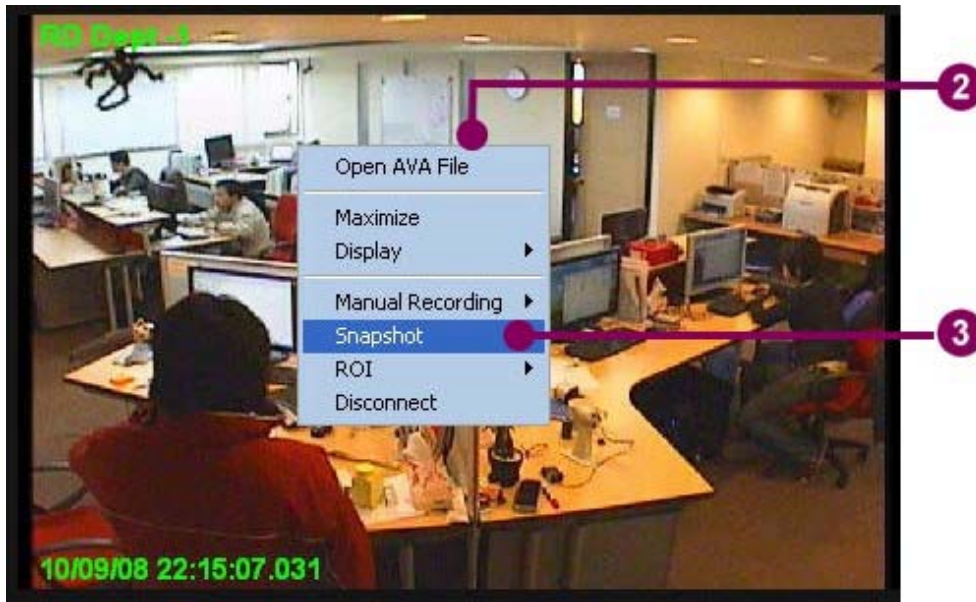 RD Dept -1
2
Open AVA File
Maximize
Display
Manual Recording
Snapshot
3
ROI
Disconnect
10/09/08 22:15:07.031